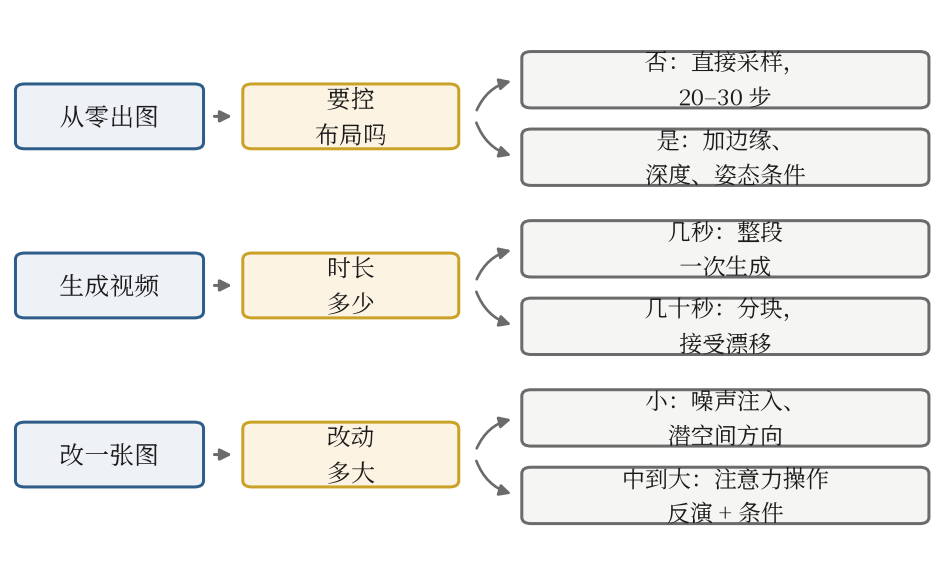 从零出图
要控
布局吗
否：直接采样，
20–30 步
是：加边缘、
深度、姿态条件
生成视频
时长
多少
几秒：整段
一次生成
几十秒：分块，
接受漂移
改一张图
改动
多大
小：噪声注入、
潜空间方向
中到大：注意力操作
反演 + 条件